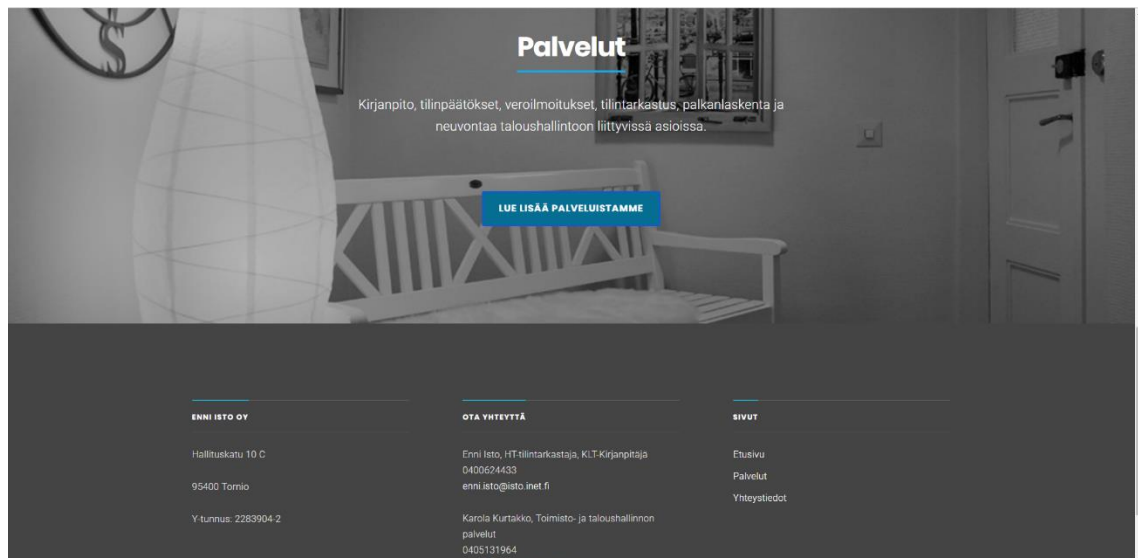 Palvelut
Kirjanpito, tilinpäätökset, veroilmoitukset, tilintarkastus, palkanlaskenta ja
neuvontaa taloushallintoon liittyvissä asioissa.
LUE LISÄÄ PALVELUISTAMME
ENNI ISTO OY
Hallituskatu 10 C
95400 Tornio
Y-tunnus: 2283904-2
OTA YHTEYTTÄ
Enni Isto, HT-tilintarkastaja, KLT-Kirjanpitäjä
0400624433
enni.isto@isto.inet.fi
Karola Kurtakko, Toimisto- ja taloushallinnon
palvelut
0405131964
SIVUT
Etusivu
Palvelut
Yhteystiedot